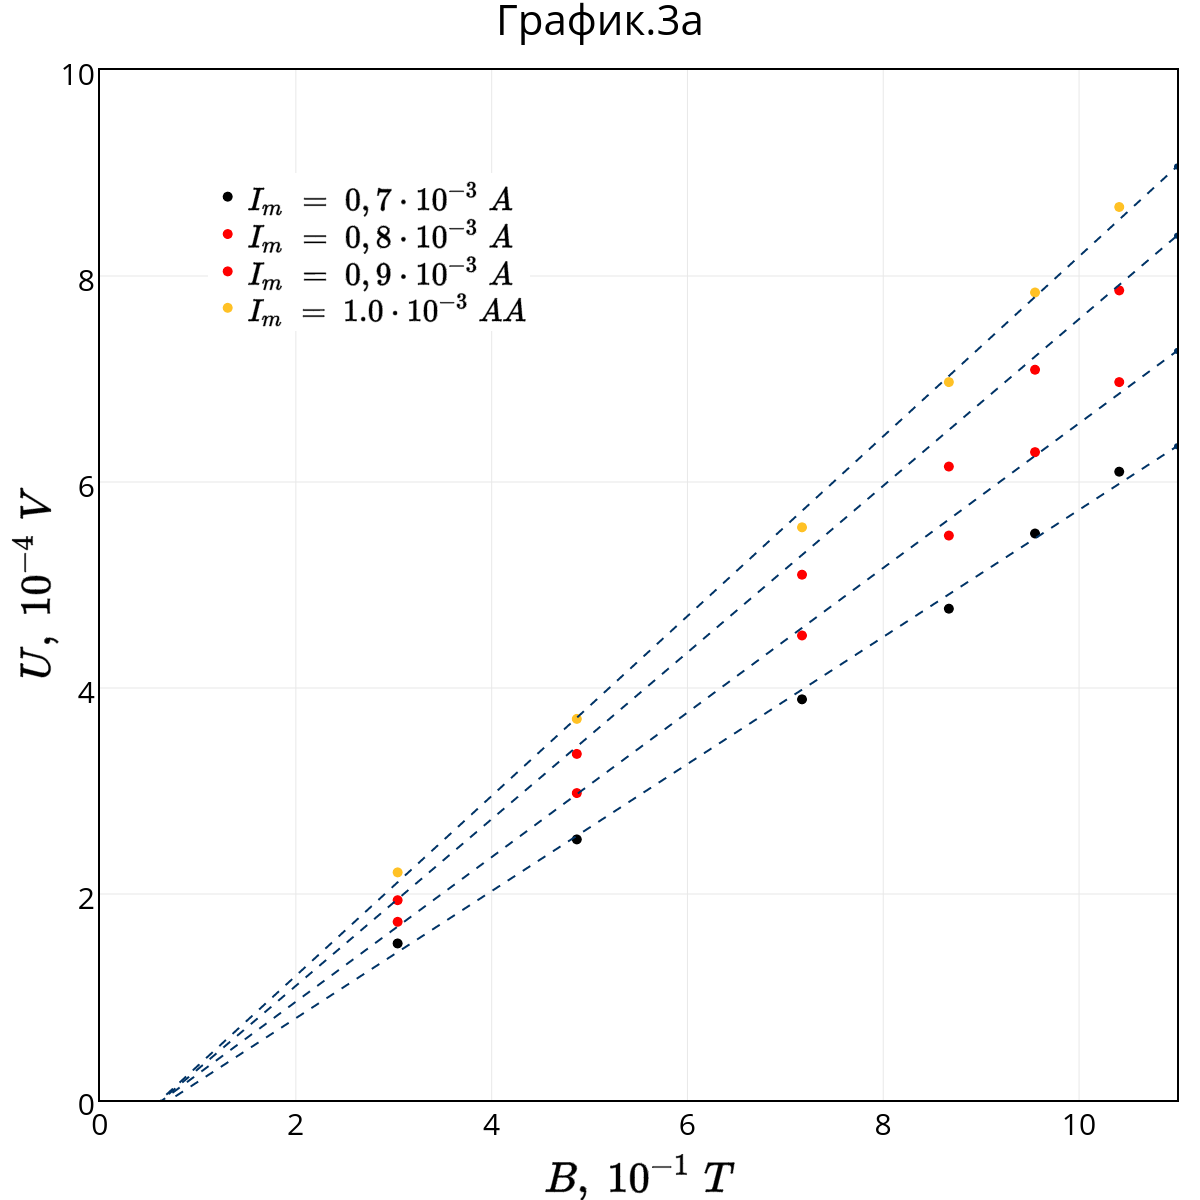 График.3а
10
8
6
4
2
0
0 2 4 6 8 10
I_m = 0,7·10⁻³ A
I_m = 0,8·10⁻³ A
I_m = 0,9·10⁻³ A
I_m = 1.0·10⁻³ AA
U, 10⁻⁴ V
B, 10⁻¹ T